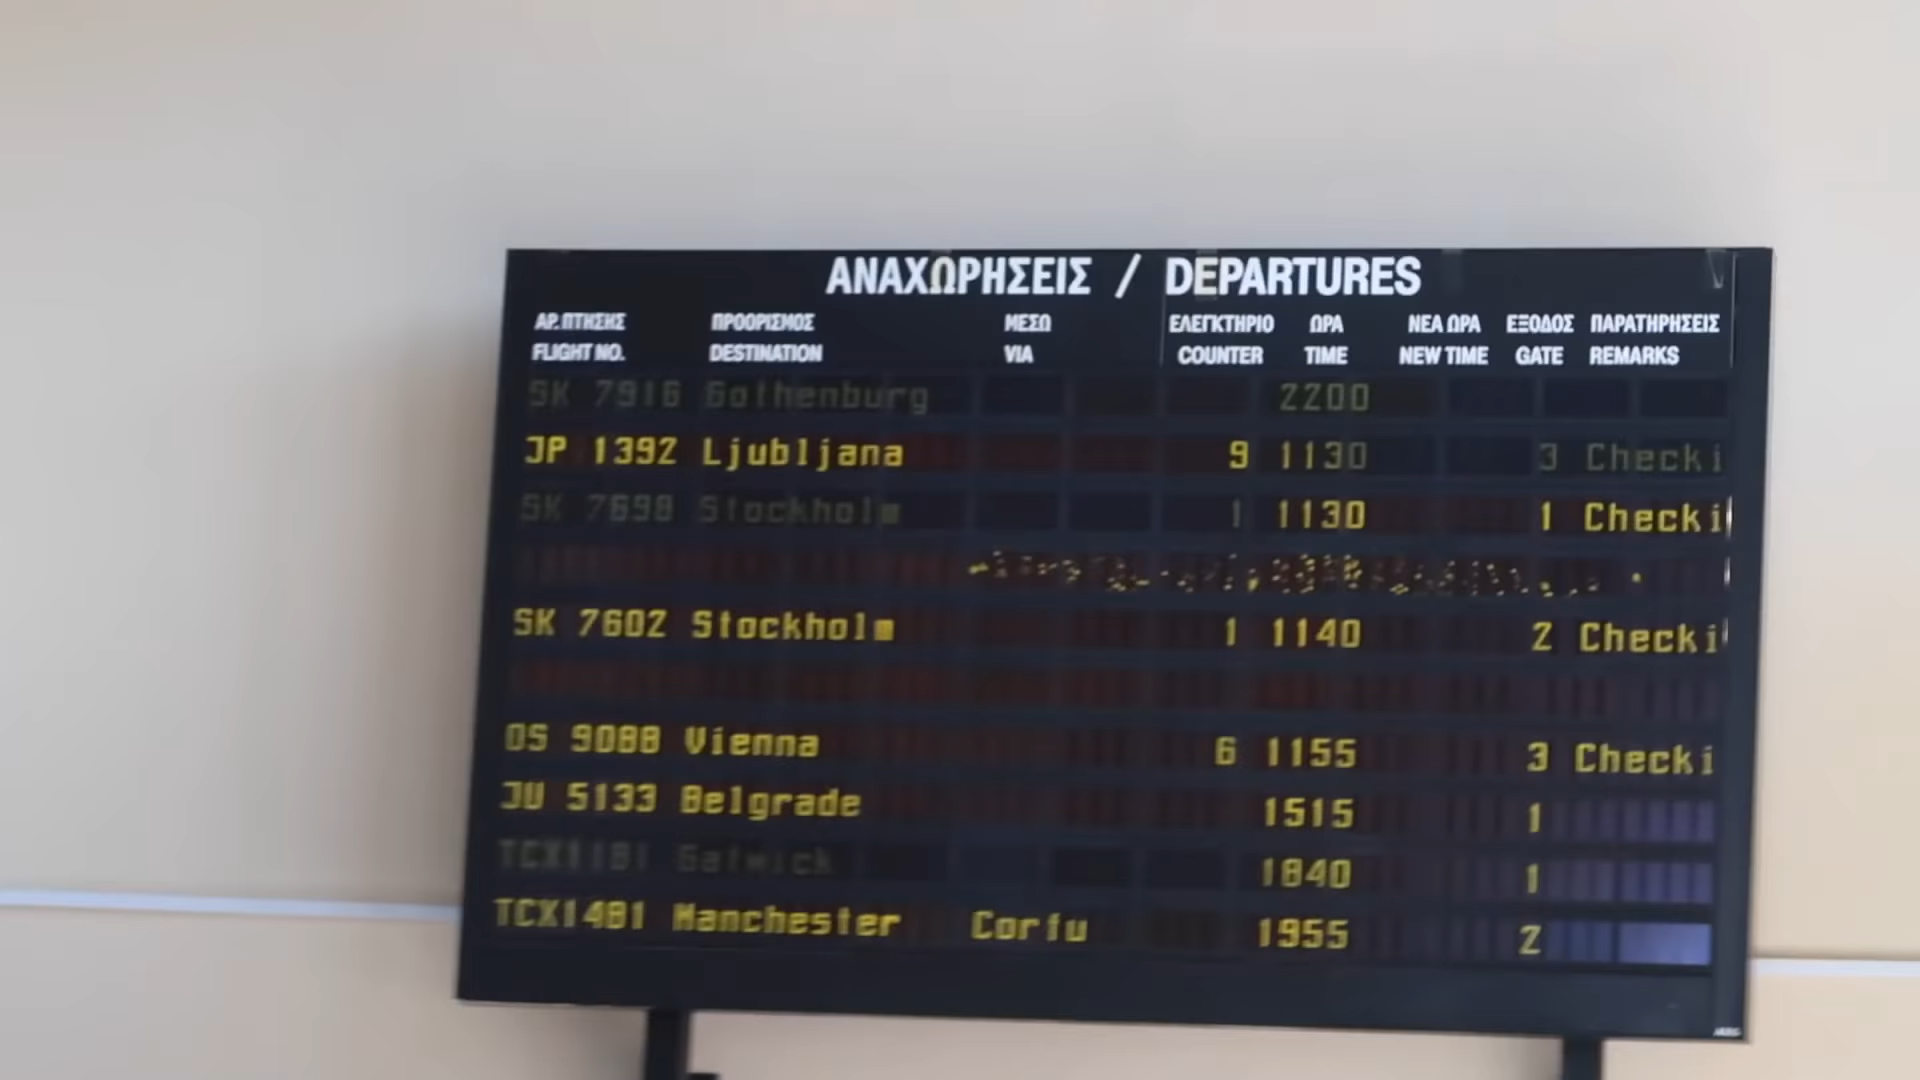 ΑΝΑΧΩΡΗΣΕΙΣ / DEPARTURES
ΑΡ.ΠΤΗΣΗΣ ΠΡΟΟΡΙΣΜΟΣ ΜΕΣΩ ΕΛΕΓΚΤΗΡΙΟ ΩΡΑ ΝΕΑ ΩΡΑ ΕΞΟΔΟΣ ΠΑΡΑΤΗΡΗΣΕΙΣ
FLIGHT NO. DESTINATION VIA COUNTER TIME NEW TIME GATE REMARKS
SK 7916 Gothenburg 2200
JP 1392 Ljubljana 9 1130 3 Checki
SK 7698 Stockholm 1 1130 1 Checki
SK 7602 Stockholm 1 1140 2 Checki
OS 9088 Vienna 6 1155 3 Checki
JU 5133 Belgrade 1515 1
TCX1181 Gatwick 1840 1
TCX1481 Manchester Corfu 1955 2